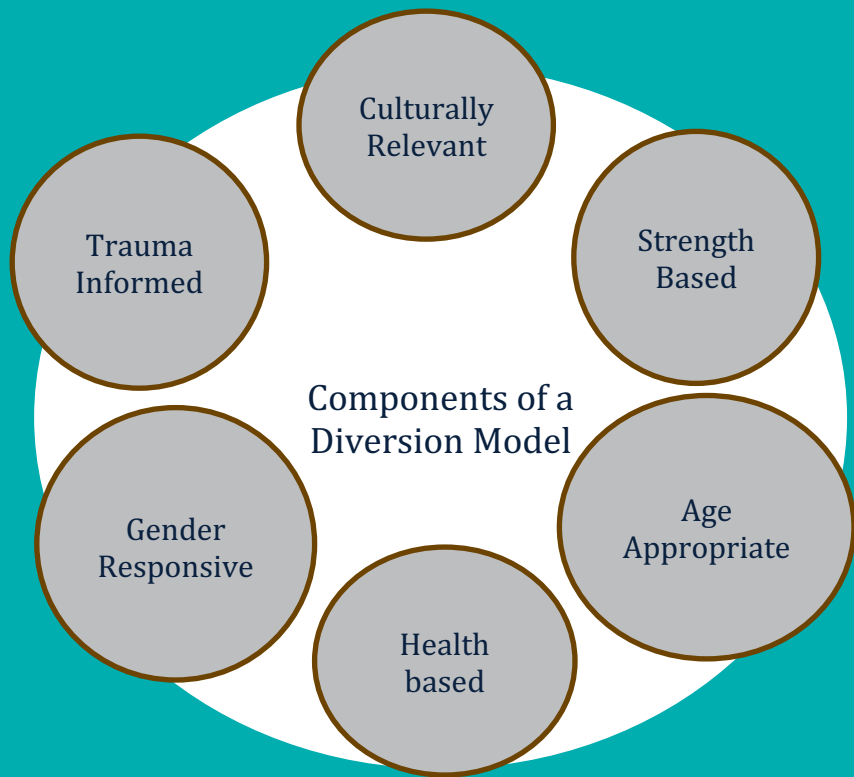 Culturally
Relevant
Trauma
Informed
Strength
Based
Components of a
Diversion Model
Gender
Responsive
Age
Appropriate
Health
based